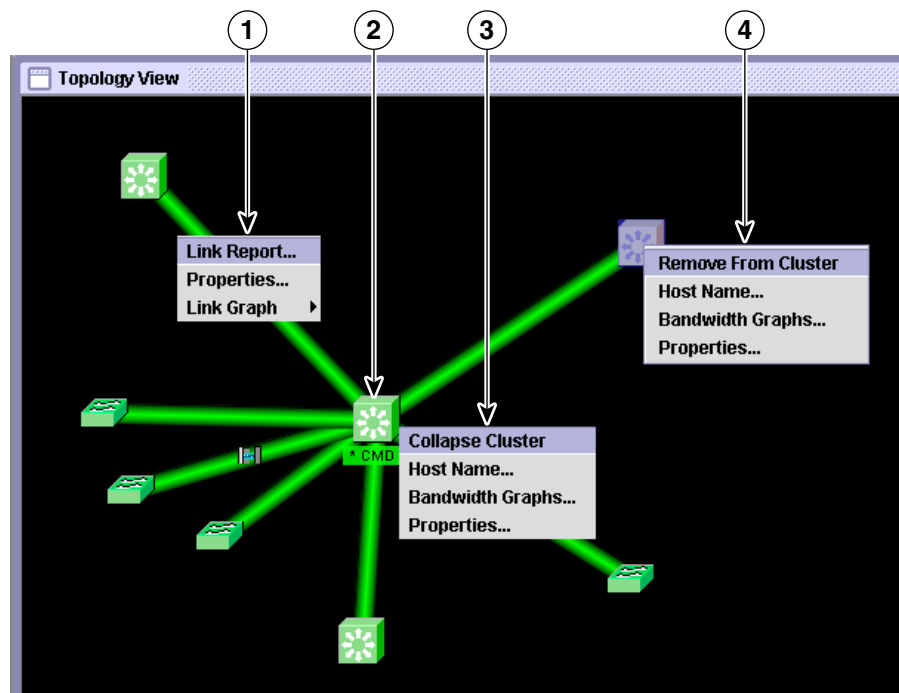 1 2 3 4
Topology View
Link Report...
Properties...
Link Graph
Remove From Cluster
Host Name...
Bandwidth Graphs...
Properties...
* CMD
Collapse Cluster
Host Name...
Bandwidth Graphs...
Properties...